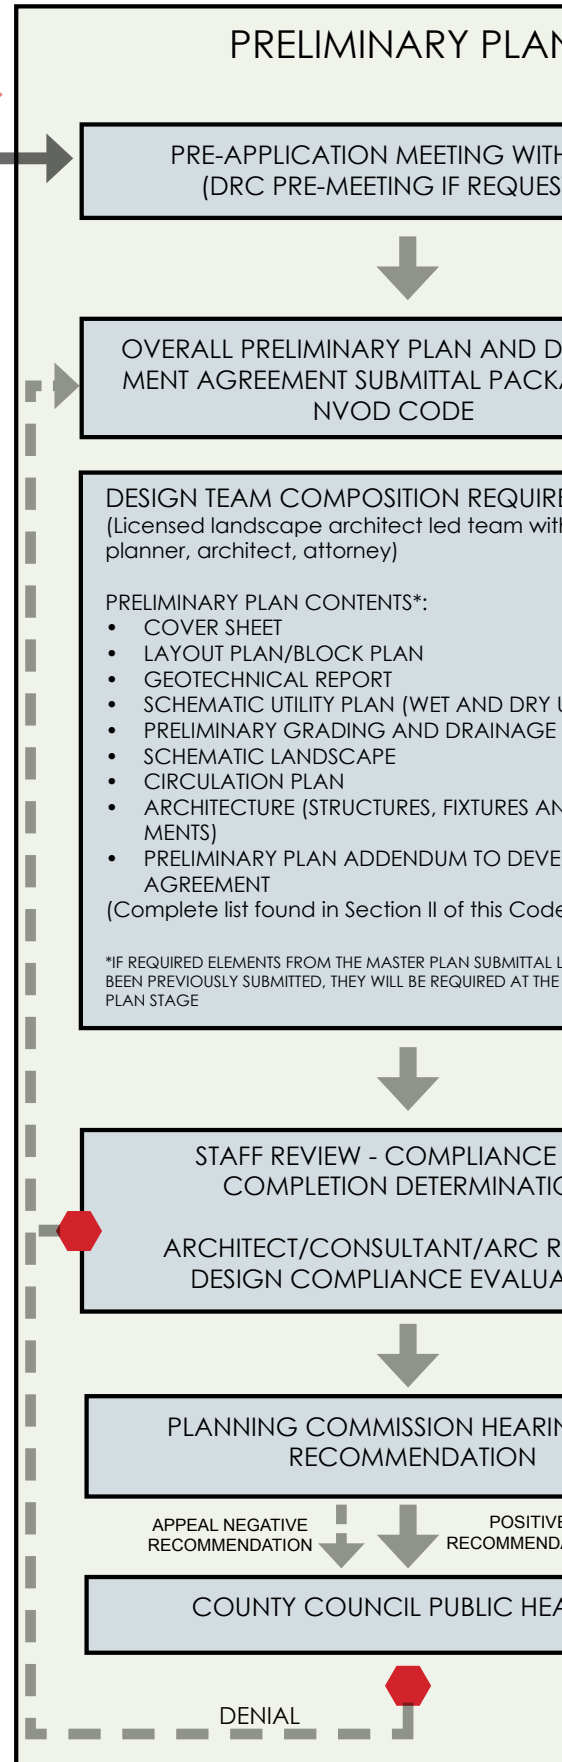 PRELIMINARY PLAN
PRE-APPLICATION MEETING WITH
(DRC PRE-MEETING IF REQUES
OVERALL PRELIMINARY PLAN AND D
MENT AGREEMENT SUBMITTAL PACKA
NVOD CODE
DESIGN TEAM COMPOSITION REQUIRE
(Licensed landscape architect led team with
planner, architect, attorney)
PRELIMINARY PLAN CONTENTS*:
• COVER SHEET
• LAYOUT PLAN/BLOCK PLAN
• GEOTECHNICAL REPORT
• SCHEMATIC UTILITY PLAN (WET AND DRY U
• PRELIMINARY GRADING AND DRAINAGE
• SCHEMATIC LANDSCAPE
• CIRCULATION PLAN
• ARCHITECTURE (STRUCTURES, FIXTURES AN
MENTS)
• PRELIMINARY PLAN ADDENDUM TO DEVE
AGREEMENT
(Complete list found in Section II of this Code
*IF REQUIRED ELEMENTS FROM THE MASTER PLAN SUBMITTAL L
BEEN PREVIOUSLY SUBMITTED, THEY WILL BE REQUIRED AT THE
PLAN STAGE
STAFF REVIEW - COMPLIANCE
COMPLETION DETERMINATIO
ARCHITECT/CONSULTANT/ARC R
DESIGN COMPLIANCE EVALUA
PLANNING COMMISSION HEARIN
RECOMMENDATION
APPEAL NEGATIVE
RECOMMENDATION
POSITIVE
RECOMMENDA
COUNTY COUNCIL PUBLIC HEA
DENIAL